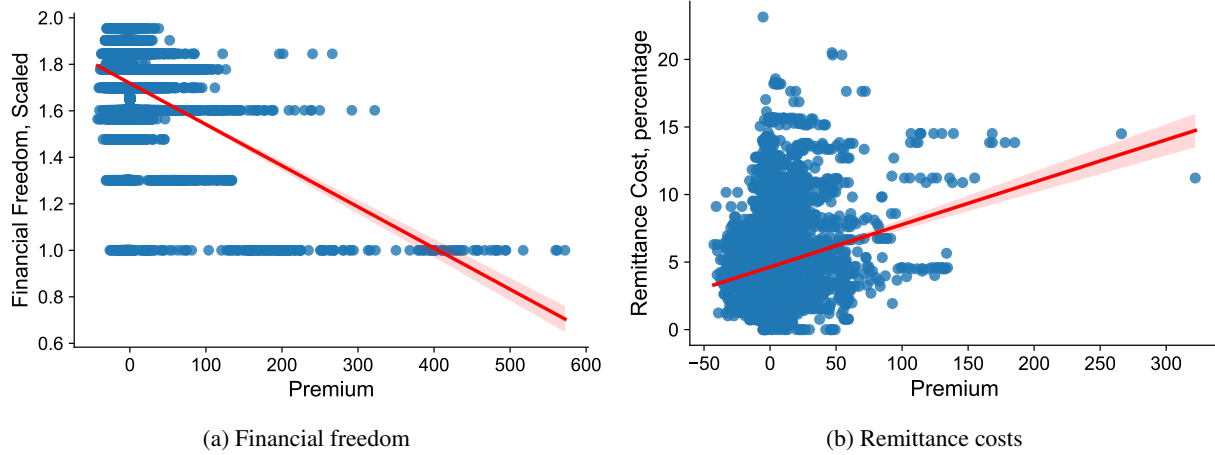 2.0
1.8
1.6
1.4
1.2
1.0
0.8
0.6
Financial Freedom, Scaled
0 100 200 300 400 500 600
Premium
(a) Financial freedom
20
15
10
5
0
Remittance Cost, percentage
−50 0 50 100 150 200 250 300
Premium
(b) Remittance costs